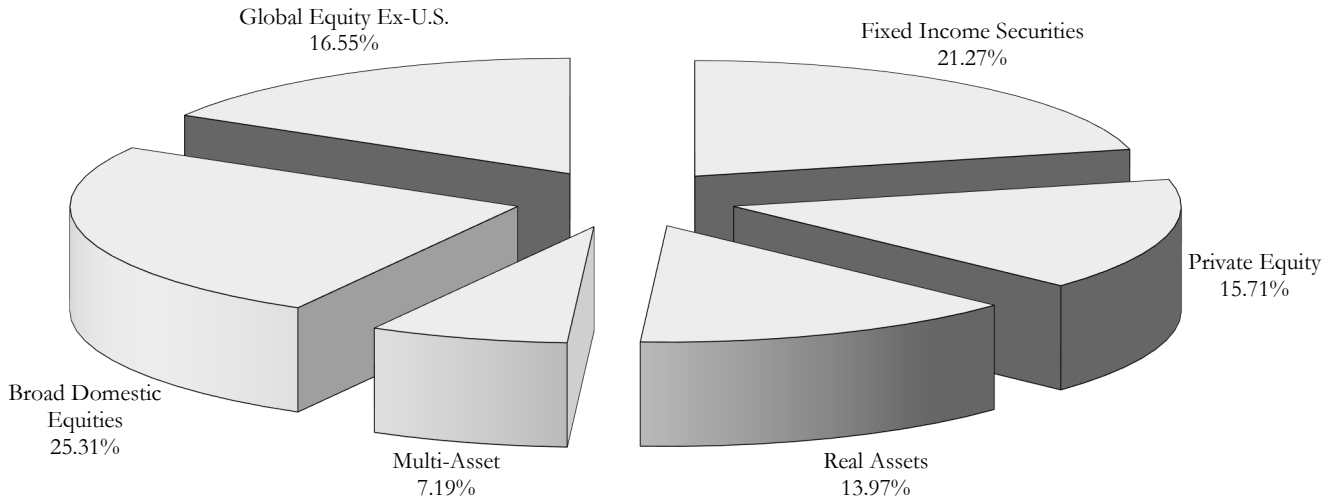 Global Equity Ex-U.S.
16.55%
Fixed Income Securities
21.27%
Private Equity
15.71%
Broad Domestic
Equities
25.31%
Multi-Asset
7.19%
Real Assets
13.97%